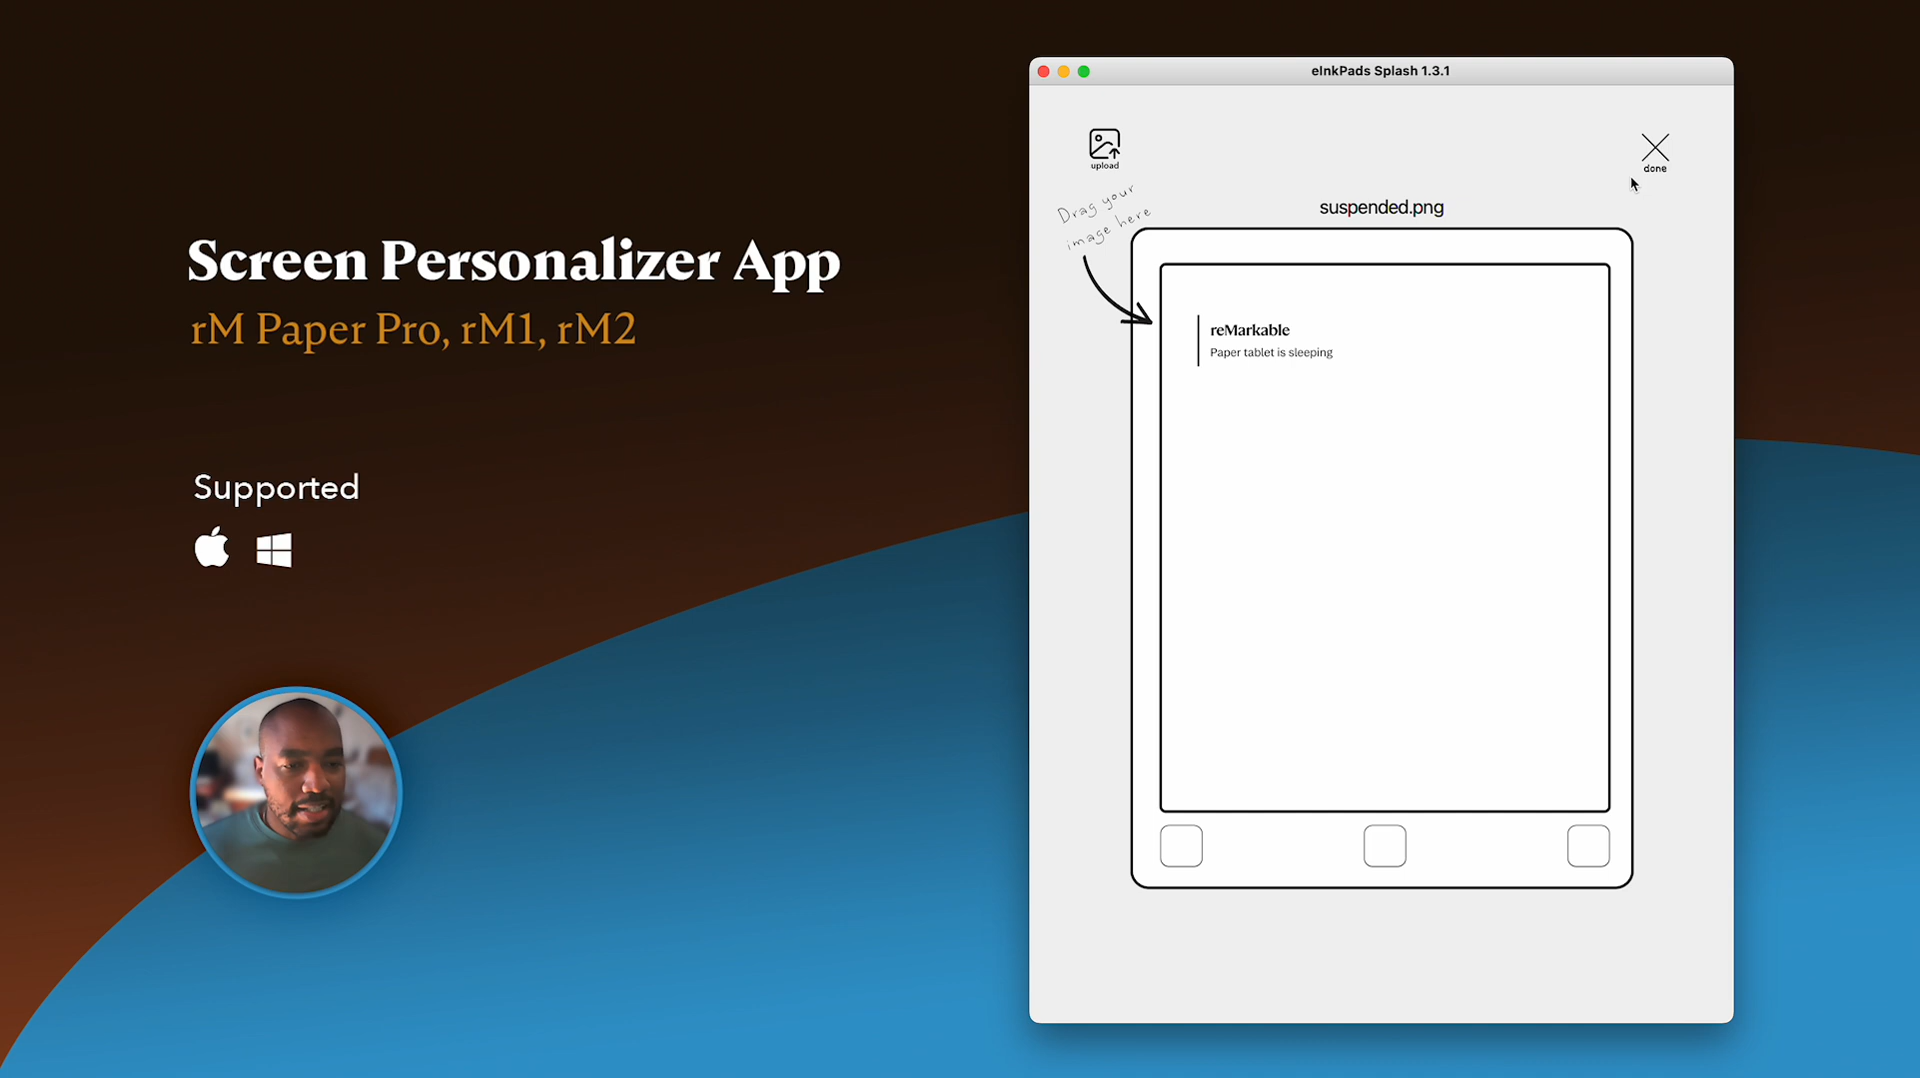 Screen Personalizer App
rM Paper Pro, rM1, rM2
Supported
eInkPads Splash 1.3.1
upload
done
Drag your
image here
suspended.png
reMarkable
Paper tablet is sleeping